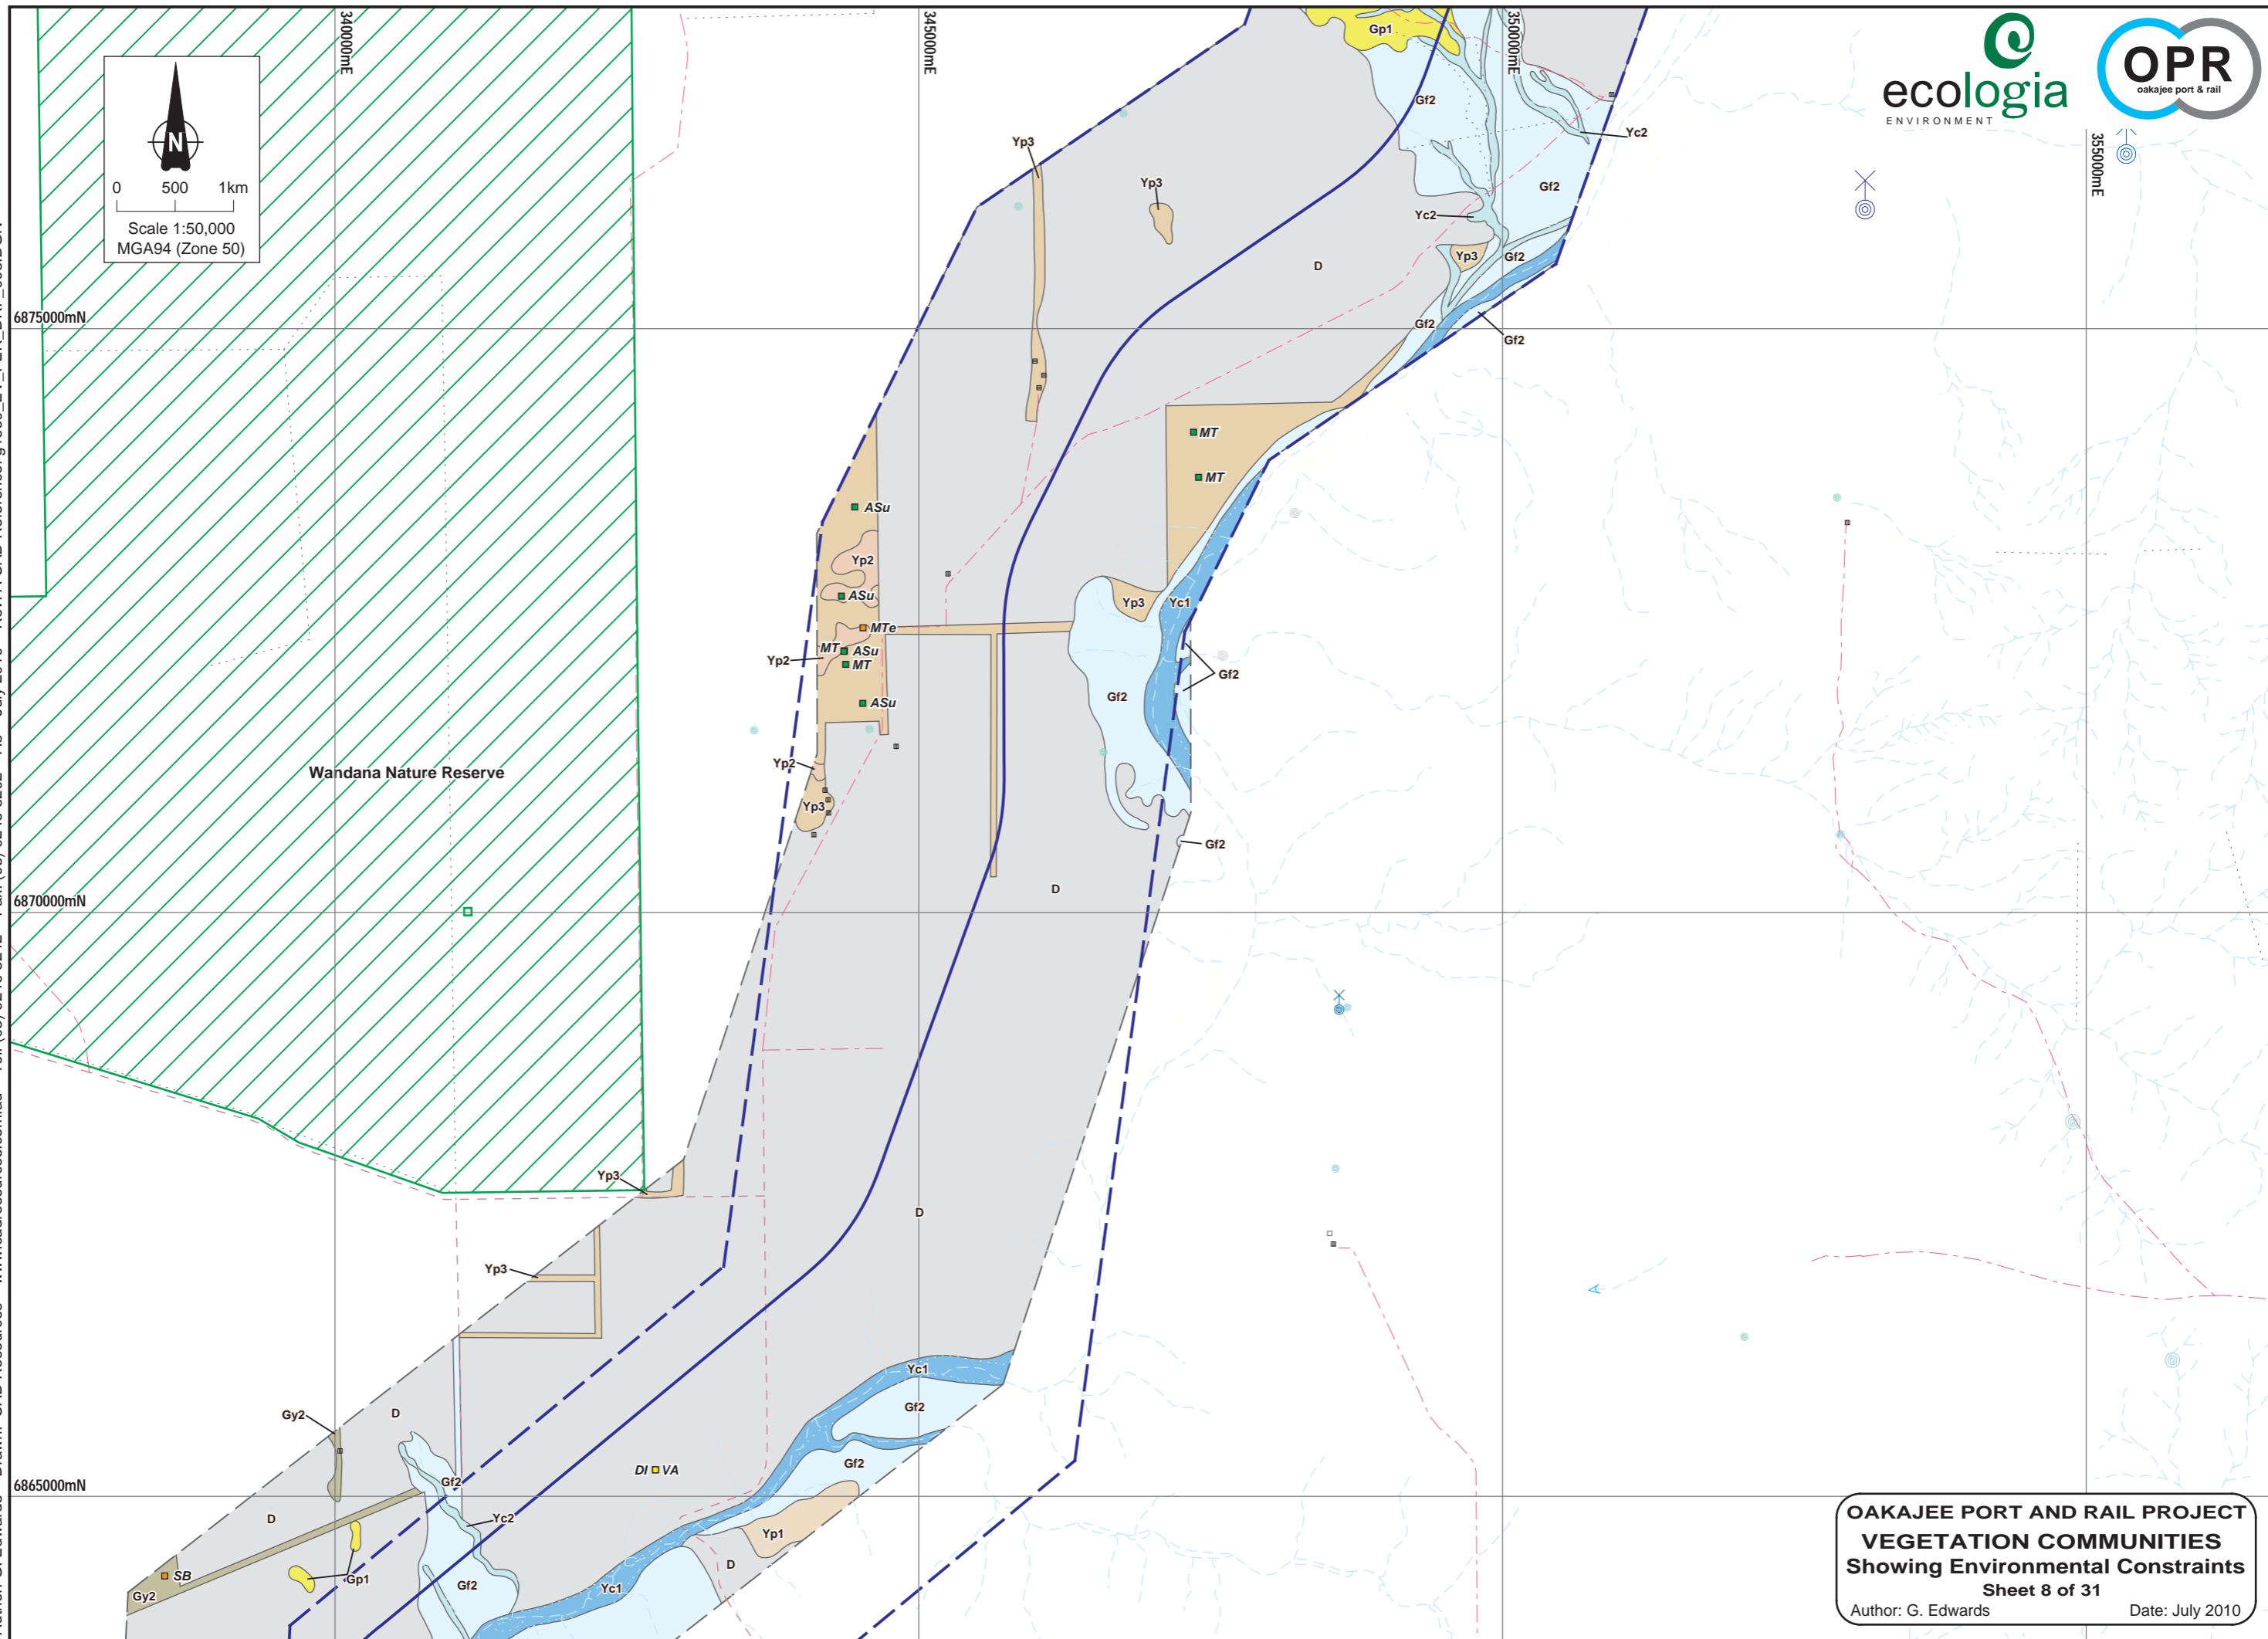 340000mE
345000mE
350000mE
355000mE
N
0 500 1km
Scale 1:50,000
MGA94 (Zone 50)
ecologia
ENVIRONMENT
OPR
oakajee port & rail
Gp1
Gf2
Yc2
Yp3
Yp3
Gf2
Yc2
D
Yp3
Gf2
6875000mN
Gf2
Gf2
MT
MT
ASu
Yp2
ASu
Yp3
Yc1
MTe
MT
ASu
Yp2
MT
Gf2
Gf2
ASu
Yp2
Wandana Nature Reserve
Yp3
Gf2
D
6870000mN
Yp3
D
Yp3
Yc1
Gf2
Gy2
D
Gf2
DI VA
Gf2
6865000mN
Yc2
D
Yp1
D
SB
Gp1
Gf2
Yc1
Gy2
OAKAJEE PORT AND RAIL PROJECT
VEGETATION COMMUNITIES
Showing Environmental Constraints
Sheet 8 of 31
Author: G. Edwards Date: July 2010